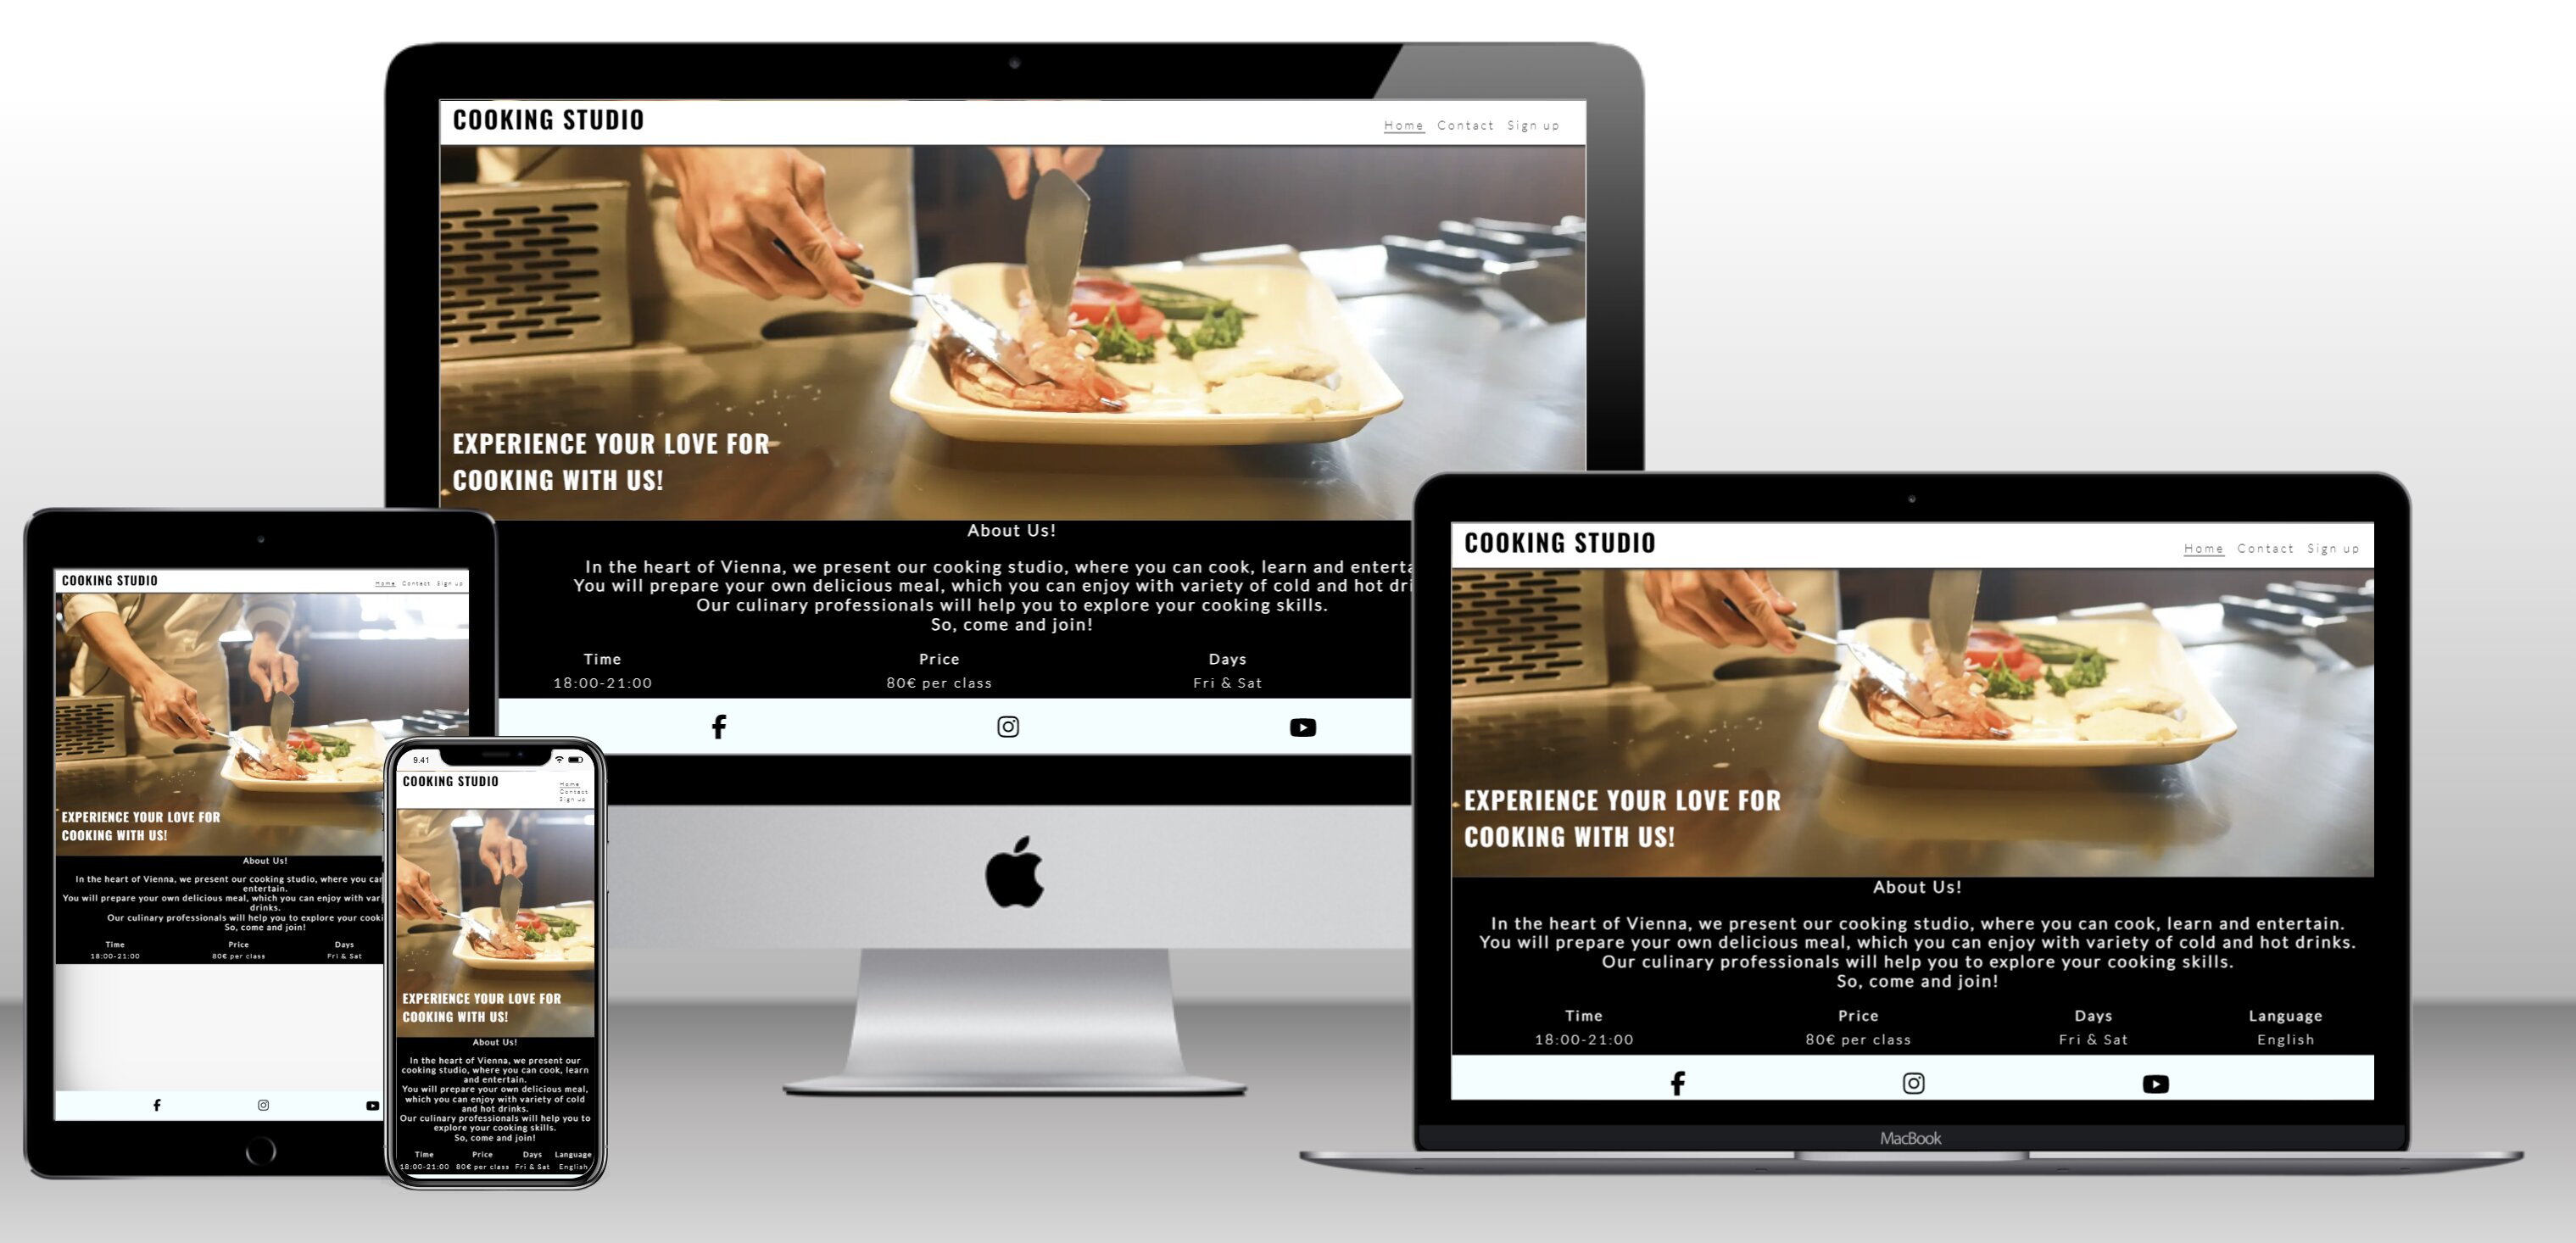 COOKING STUDIO
Home Contact Sign up
EXPERIENCE YOUR LOVE FOR
COOKING WITH US!
About Us!
In the heart of Vienna, we present our cooking studio, where you can cook, learn and enterta
You will prepare your own delicious meal, which you can enjoy with variety of cold and hot dri
Our culinary professionals will help you to explore your cooking skills.
So, come and join!
Time Price Days
18:00-21:00 80€ per class Fri & Sat
COOKING STUDIO
Home Contact Sign up
EXPERIENCE YOUR LOVE FOR
COOKING WITH US!
About Us!
In the heart of Vienna, we present our cooking studio, where you can
entertain.
You will prepare your own delicious meal, which you can enjoy with var
drinks.
Our culinary professionals will help you to explore your cooki
So, come and join!
Time Price Days
18:00-21:00 80€ per class Fri & Sat
9.41
COOKING STUDIO
Home
Contact
Sign up
EXPERIENCE YOUR LOVE FOR
COOKING WITH US!
About Us!
In the heart of Vienna, we present our
cooking studio, where you can cook, learn
and entertain.
You will prepare your own delicious meal,
which you can enjoy with variety of cold
and hot drinks.
Our culinary professionals will help you to
explore your cooking skills.
So, come and join!
Time Price Days Language
18:00-21:00 80€ per class Fri & Sat English
COOKING STUDIO
Home Contact Sign up
EXPERIENCE YOUR LOVE FOR
COOKING WITH US!
About Us!
In the heart of Vienna, we present our cooking studio, where you can cook, learn and entertain.
You will prepare your own delicious meal, which you can enjoy with variety of cold and hot drinks.
Our culinary professionals will help you to explore your cooking skills.
So, come and join!
Time Price Days Language
18:00-21:00 80€ per class Fri & Sat English
MacBook